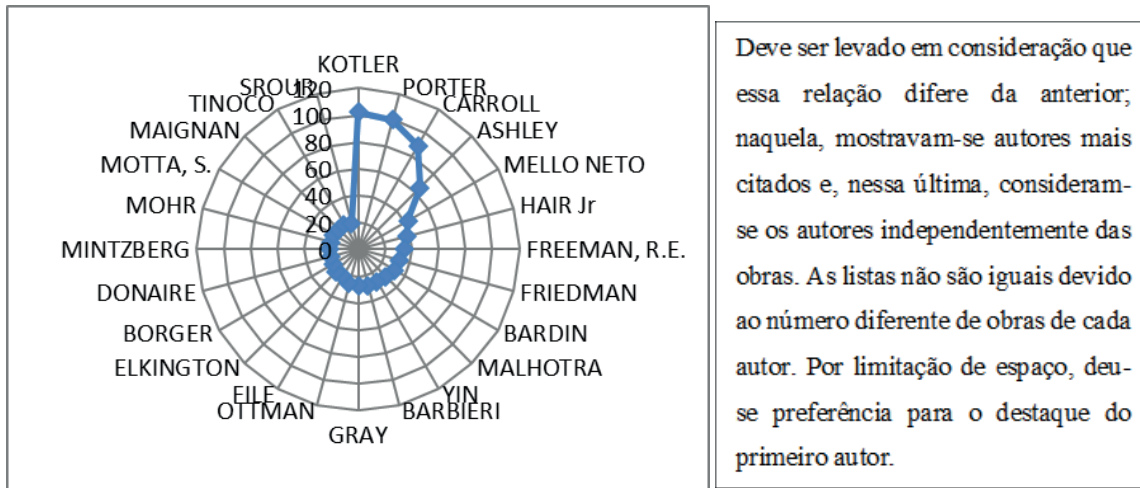 KOTLER
PORTER
CARROLL
ASHLEY
MELLO NETO
HAIR Jr
FREEMAN, R.E.
FRIEDMAN
BARDIN
MALHOTRA
YIN
BARBIERI
GRAY
OTTMAN
ELKINGTON
BORGER
DONAIRE
MINTZBERG
MOHR
MOTTA, S.
MAIGNAN
TINOCO
SROUR
120
100
80
60
40
20
0
Deve ser levado em consideração que
essa relação difere da anterior;
naquela, mostravam-se autores mais
citados e, nessa última, consideram-
se os autores independentemente das
obras. As listas não são iguais devido
ao número diferente de obras de cada
autor. Por limitação de espaço, deu-
se preferência para o destaque do
primeiro autor.